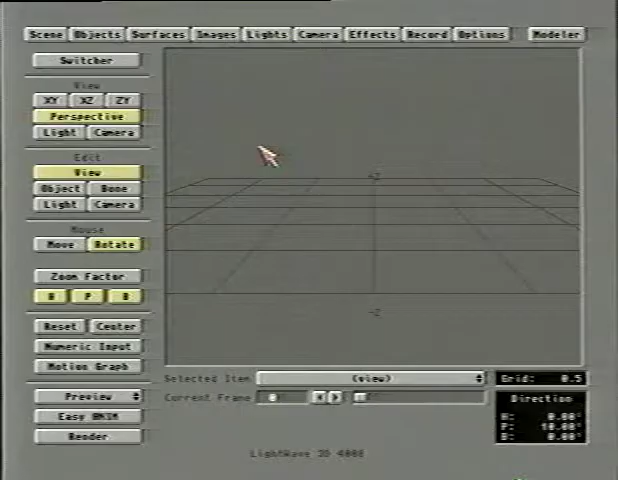 Scene Objects Surfaces Images Lights Camera Effects Record Options Modeler
Switcher
View
XY XZ ZY
Perspective
Light Camera
Edit
View
Object Bone
Light Camera
Mouse
Move Rotate
Zoom Factor
H P B
Reset Center
Numeric Input
Motion Graph
Preview
Easy ANIM
Render
+Z
-Z
Selected Item (view)
Current Frame 0
Grid: 0.5
Direction
H: 0.00°
P: 10.00°
B: 0.00°
LightWave 3D 4000